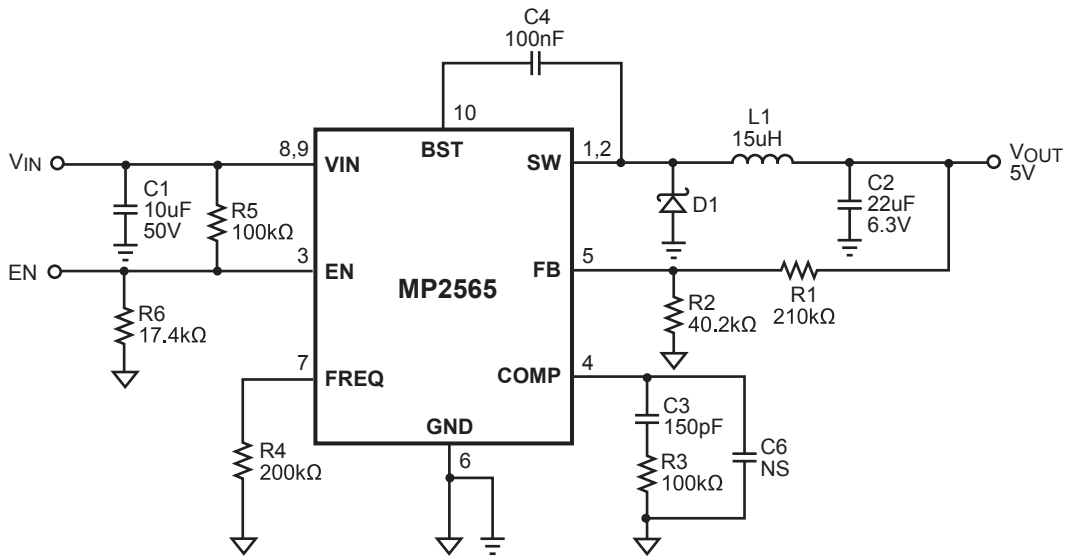 C4
100nF
10
L1
15uH
8,9
BST
1,2
VIN
VIN
SW
VOUT
5V
C1
10uF
50V
R5
100kΩ
D1
C2
22uF
6.3V
EN
3
EN
MP2565
FB
5
R6
17.4kΩ
R2
40.2kΩ
R1
210kΩ
7
FREQ
COMP
4
GND
6
R4
200kΩ
C3
150pF
R3
100kΩ
C6
NS